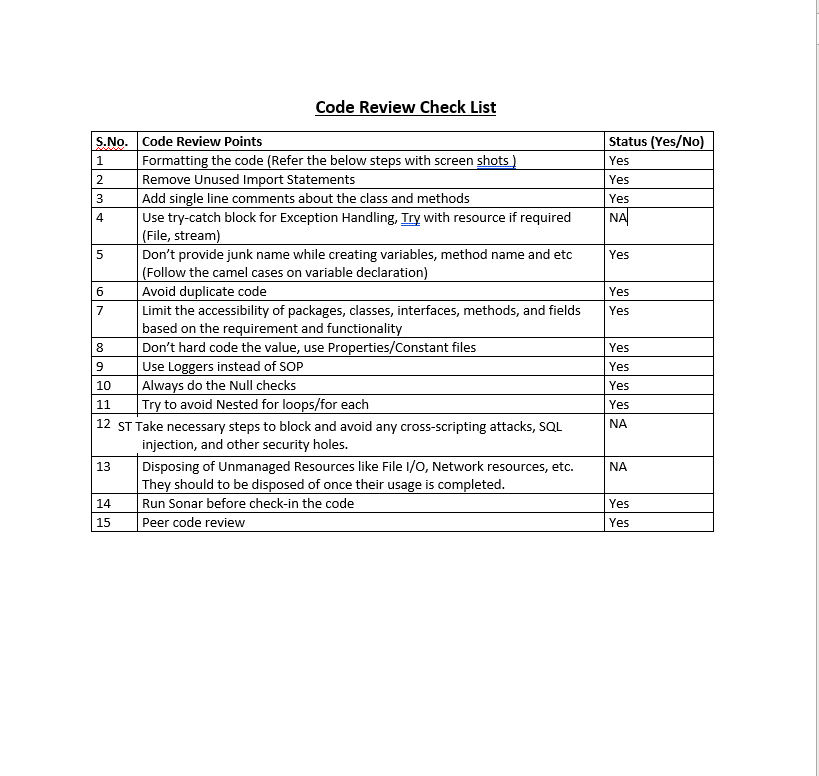 Code Review Check List
S.No. Code Review Points Status (Yes/No)
1 Formatting the code (Refer the below steps with screen shots ) Yes
2 Remove Unused Import Statements Yes
3 Add single line comments about the class and methods Yes
4 Use try-catch block for Exception Handling, Try with resource if required NA
(File, stream)
5 Don’t provide junk name while creating variables, method name and etc Yes
(Follow the camel cases on variable declaration)
6 Avoid duplicate code Yes
7 Limit the accessibility of packages, classes, interfaces, methods, and fields Yes
based on the requirement and functionality
8 Don’t hard code the value, use Properties/Constant files Yes
9 Use Loggers instead of SOP Yes
10 Always do the Null checks Yes
11 Try to avoid Nested for loops/for each Yes
12 ST Take necessary steps to block and avoid any cross-scripting attacks, SQL NA
injection, and other security holes.
13 Disposing of Unmanaged Resources like File I/O, Network resources, etc. NA
They should to be disposed of once their usage is completed.
14 Run Sonar before check-in the code Yes
15 Peer code review Yes